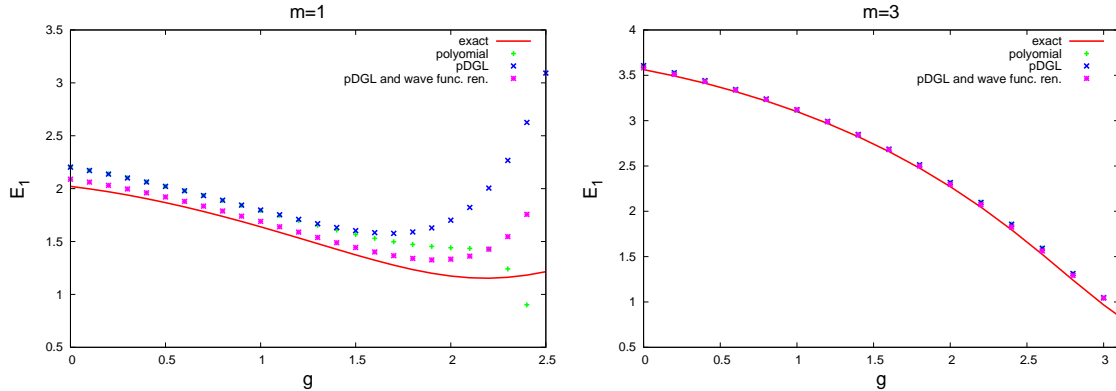 m=1
3.5
3
2.5
2
1.5
1
0.5
0 0.5 1 1.5 2 2.5
E1
g
exact
polyomial
pDGL
pDGL and wave func. ren.
m=3
4
3.5
3
2.5
2
1.5
1
0.5
0 0.5 1 1.5 2 2.5 3
E1
g
exact
polyomial
pDGL
pDGL and wave func. ren.